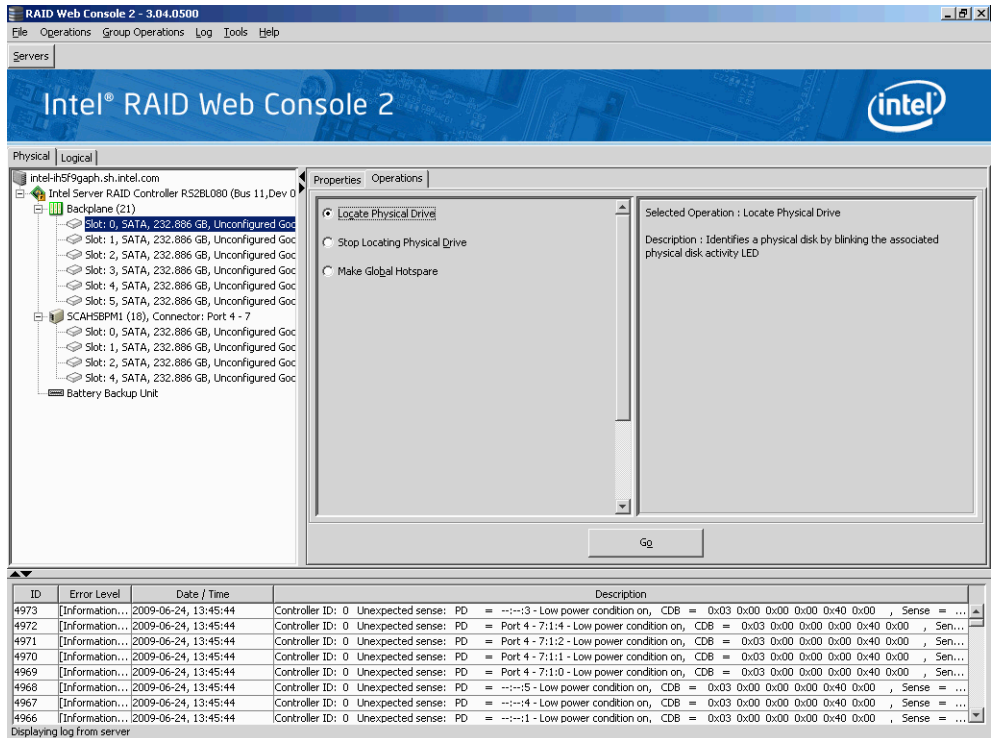 RAID Web Console 2 - 3.04.0500
File Operations Group Operations Log Tools Help
Servers
Intel® RAID Web Console 2
intel
Physical Logical
intel-ih5f9gaph.sh.intel.com
Intel Server RAID Controller RS2BL080 (Bus 11,Dev 0
Backplane (21)
Slot: 0, SATA, 232.886 GB, Unconfigured Goo
Slot: 1, SATA, 232.886 GB, Unconfigured Goo
Slot: 2, SATA, 232.886 GB, Unconfigured Goo
Slot: 3, SATA, 232.886 GB, Unconfigured Goo
Slot: 4, SATA, 232.886 GB, Unconfigured Goo
Slot: 5, SATA, 232.886 GB, Unconfigured Goo
SCAHSBPM1 (18), Connector: Port 4 - 7
Slot: 0, SATA, 232.886 GB, Unconfigured Goo
Slot: 1, SATA, 232.886 GB, Unconfigured Goo
Slot: 2, SATA, 232.886 GB, Unconfigured Goo
Slot: 4, SATA, 232.886 GB, Unconfigured Goo
Battery Backup Unit
Properties Operations
Locate Physical Drive
Stop Locating Physical Drive
Make Global Hotspare
Selected Operation : Locate Physical Drive
Description : Identifies a physical disk by blinking the associated
physical disk activity LED
Go
ID Error Level Date / Time Description
4973 [Information... 2009-06-24, 13:45:44 Controller ID: 0 Unexpected sense: PD = --:--:3 - Low power condition on, CDB = 0x03 0x00 0x00 0x00 0x40 0x00 , Sense = ...
4972 [Information... 2009-06-24, 13:45:44 Controller ID: 0 Unexpected sense: PD = Port 4 - 7:1:4 - Low power condition on, CDB = 0x03 0x00 0x00 0x00 0x40 0x00 , Sen...
4971 [Information... 2009-06-24, 13:45:44 Controller ID: 0 Unexpected sense: PD = Port 4 - 7:1:2 - Low power condition on, CDB = 0x03 0x00 0x00 0x00 0x40 0x00 , Sen...
4970 [Information... 2009-06-24, 13:45:44 Controller ID: 0 Unexpected sense: PD = Port 4 - 7:1:1 - Low power condition on, CDB = 0x03 0x00 0x00 0x00 0x40 0x00 , Sen...
4969 [Information... 2009-06-24, 13:45:44 Controller ID: 0 Unexpected sense: PD = Port 4 - 7:1:0 - Low power condition on, CDB = 0x03 0x00 0x00 0x00 0x40 0x00 , Sen...
4968 [Information... 2009-06-24, 13:45:44 Controller ID: 0 Unexpected sense: PD = --:--:5 - Low power condition on, CDB = 0x03 0x00 0x00 0x00 0x40 0x00 , Sense = ...
4967 [Information... 2009-06-24, 13:45:44 Controller ID: 0 Unexpected sense: PD = --:--:4 - Low power condition on, CDB = 0x03 0x00 0x00 0x00 0x40 0x00 , Sense = ...
4966 [Information... 2009-06-24, 13:45:44 Controller ID: 0 Unexpected sense: PD = --:--:1 - Low power condition on, CDB = 0x03 0x00 0x00 0x00 0x40 0x00 , Sense = ...
Displaying log from server